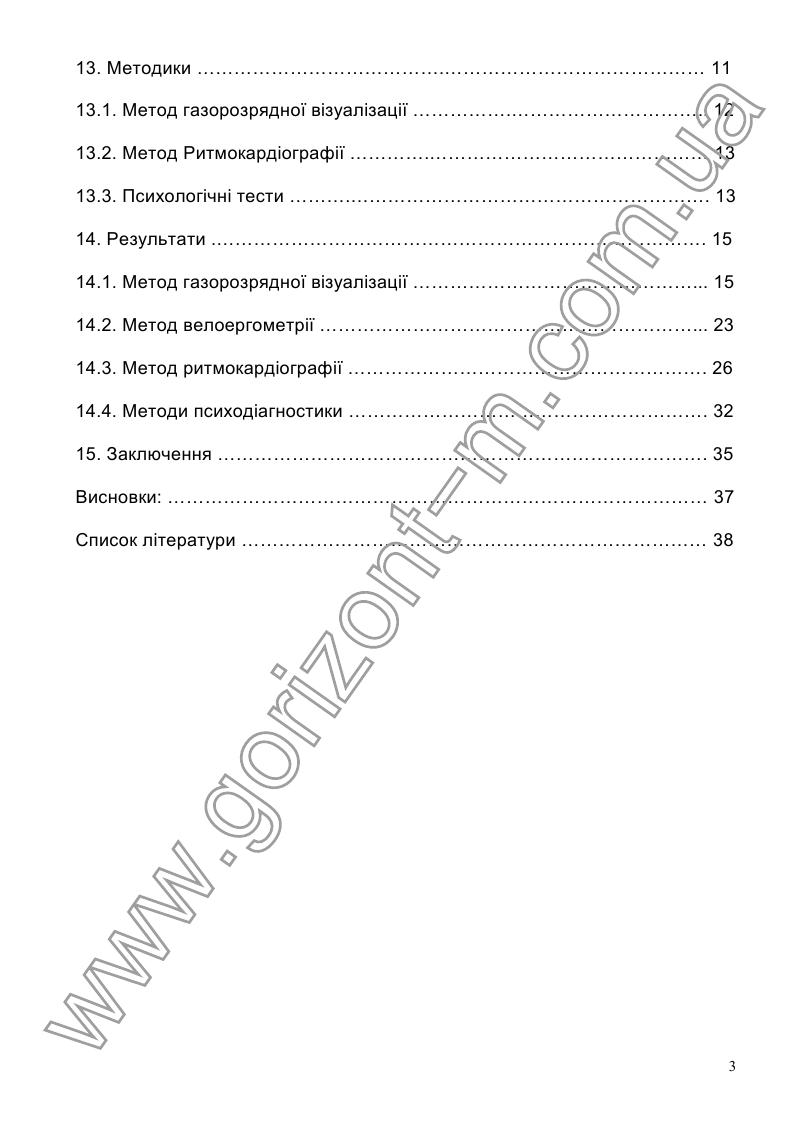 13. Методики ……………………………………………………………………… 11
13.1. Метод газорозрядної візуалізації ……………………………………….. 12
13.2. Метод Ритмокардіографії ………………………………………………… 13
13.3. Психологічні тести ………………………………………………………… 13
14. Результати …………………………………………………………………… 15
14.1. Метод газорозрядної візуалізації ……………………………………….. 15
14.2. Метод велоергометрії …………………………………………………….. 23
14.3. Метод ритмокардіографії ………………………………………………… 26
14.4. Методи психодіагностики ………………………………………………… 32
15. Заключення …………………………………………………………………… 35
Висновки: …………………………………………………………………………… 37
Список літератури ………………………………………………………………… 38
www.gorizont-m.com.ua
3